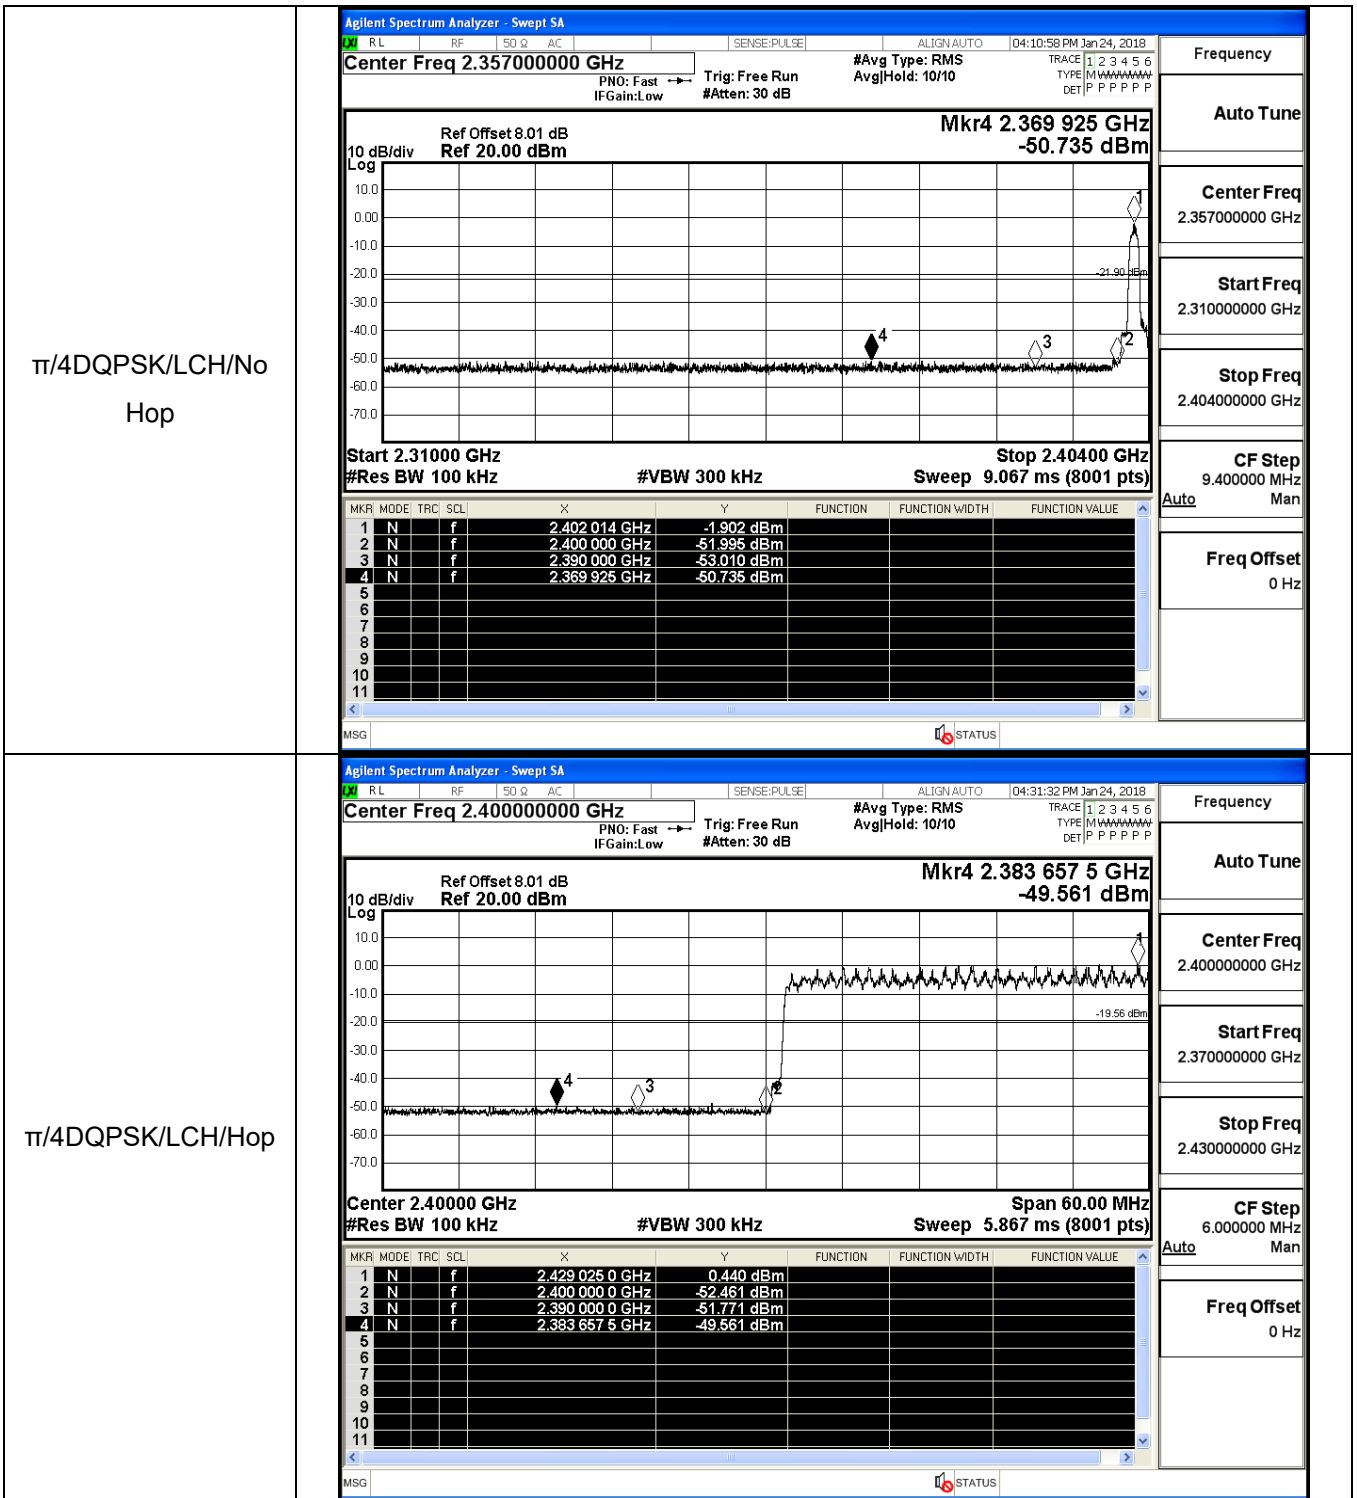 π/4DQPSK/LCH/No
Hop
Agilent Spectrum Analyzer - Swept SA
LXI RL RF 50 Ω AC SENSE:PULSE ALIGN AUTO 04:10:58 PM Jan 24, 2018
Center Freq 2.357000000 GHz
PNO: Fast
IFGain:Low
Trig: Free Run
#Atten: 30 dB
#Avg Type: RMS
Avg|Hold: 10/10
TRACE 1 2 3 4 5 6
TYPE M
DET P P P P P P
Mkr4 2.369 925 GHz
-50.735 dBm
Ref Offset 8.01 dB
10 dB/div Ref 20.00 dBm
Log
10.0
0.00
-10.0
-20.0
-30.0
-40.0
-50.0
-60.0
-70.0
1
-21.90 dBm
4
3
2
Start 2.31000 GHz Stop 2.40400 GHz
#Res BW 100 kHz #VBW 300 kHz Sweep 9.067 ms (8001 pts)
MKR MODE TRC SCL X Y FUNCTION FUNCTION WIDTH FUNCTION VALUE
1 N f 2.402 014 GHz -1.902 dBm
2 N f 2.400 000 GHz -51.995 dBm
3 N f 2.390 000 GHz -53.010 dBm
4 N f 2.369 925 GHz -50.735 dBm
5
6
7
8
9
10
11
MSG STATUS
Frequency
Auto Tune
Center Freq
2.357000000 GHz
Start Freq
2.310000000 GHz
Stop Freq
2.404000000 GHz
CF Step
9.400000 MHz
Auto Man
Freq Offset
0 Hz
π/4DQPSK/LCH/Hop
Agilent Spectrum Analyzer - Swept SA
LXI RL RF 50 Ω AC SENSE:PULSE ALIGN AUTO 04:31:32 PM Jan 24, 2018
Center Freq 2.400000000 GHz
PNO: Fast
IFGain:Low
Trig: Free Run
#Atten: 30 dB
#Avg Type: RMS
Avg|Hold: 10/10
TRACE 1 2 3 4 5 6
TYPE M
DET P P P P P P
Mkr4 2.383 657 5 GHz
-49.561 dBm
Ref Offset 8.01 dB
10 dB/div Ref 20.00 dBm
Log
10.0
0.00
-10.0
-20.0
-30.0
-40.0
-50.0
-60.0
-70.0
1
-19.56 dBm
4
3
2
Center 2.40000 GHz Span 60.00 MHz
#Res BW 100 kHz #VBW 300 kHz Sweep 5.867 ms (8001 pts)
MKR MODE TRC SCL X Y FUNCTION FUNCTION WIDTH FUNCTION VALUE
1 N f 2.429 025 0 GHz 0.440 dBm
2 N f 2.400 000 0 GHz -52.461 dBm
3 N f 2.390 000 0 GHz -51.771 dBm
4 N f 2.383 657 5 GHz -49.561 dBm
5
6
7
8
9
10
11
MSG STATUS
Frequency
Auto Tune
Center Freq
2.400000000 GHz
Start Freq
2.370000000 GHz
Stop Freq
2.430000000 GHz
CF Step
6.000000 MHz
Auto Man
Freq Offset
0 Hz